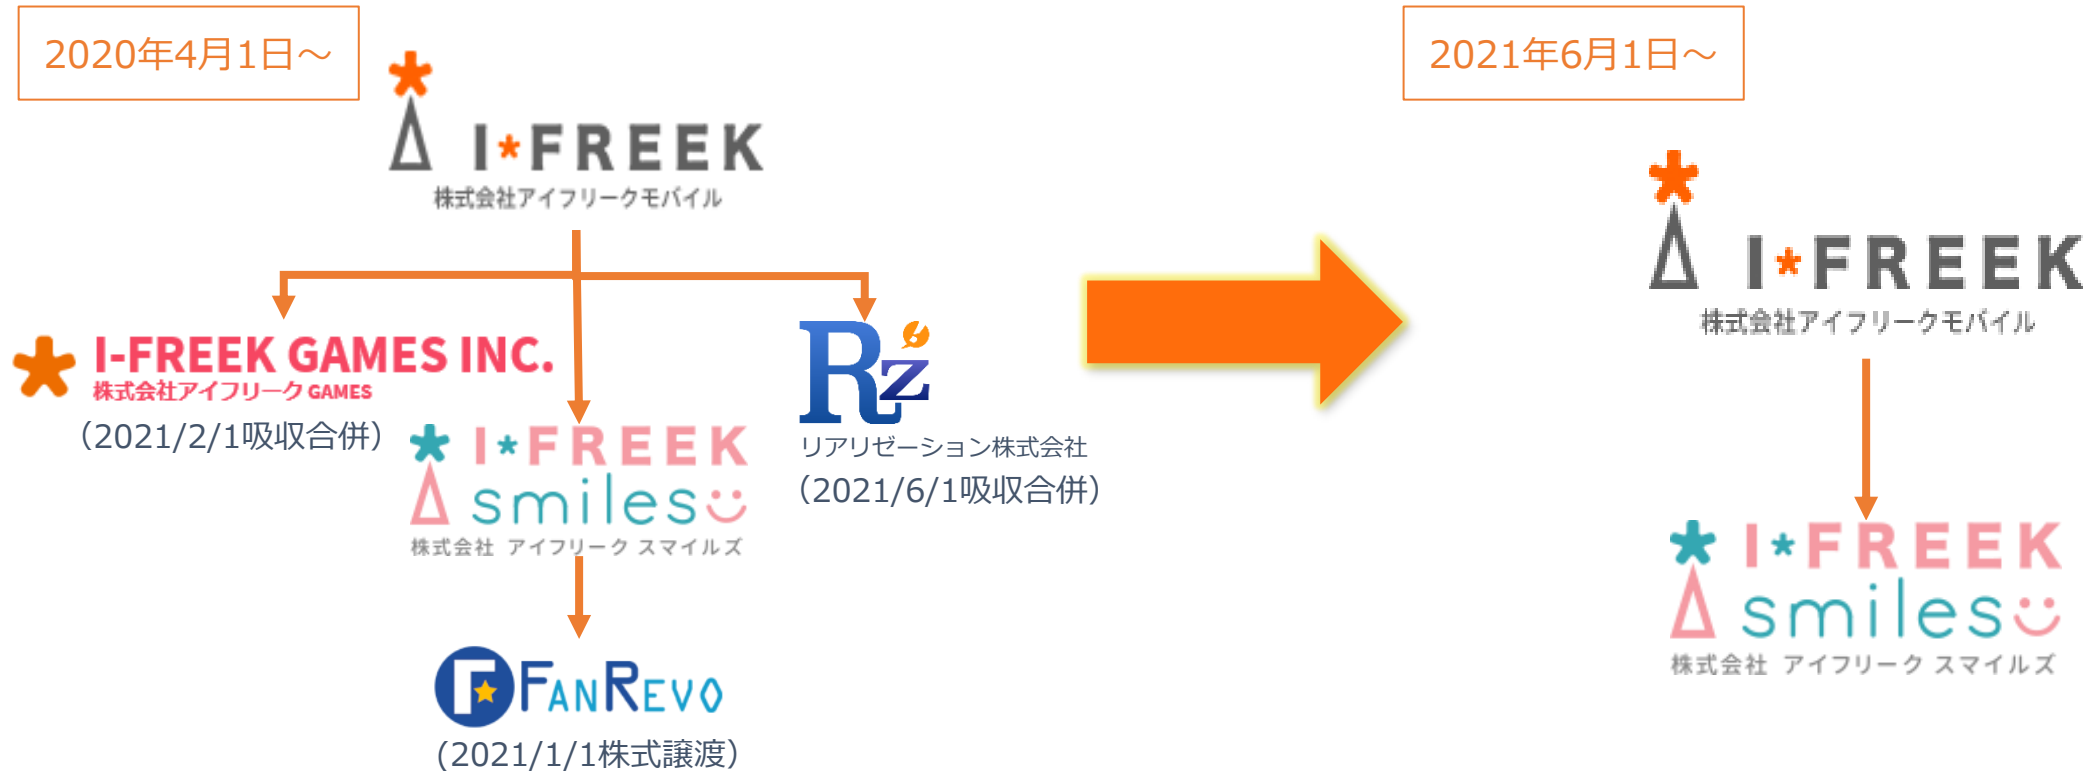 2020年4月1日～
I*FREEK
株式会社アイフリークモバイル
I-FREEK GAMES INC.
株式会社アイフリーク GAMES
（2021/2/1吸収合併）
I*FREEK
smiles
株式会社 アイフリーク スマイルズ
Rz
リアリゼーション株式会社
（2021/6/1吸収合併）
F FANREVO
（2021/1/1株式譲渡）
2021年6月1日～
I*FREEK
株式会社アイフリークモバイル
I*FREEK
smiles
株式会社 アイフリーク スマイルズ